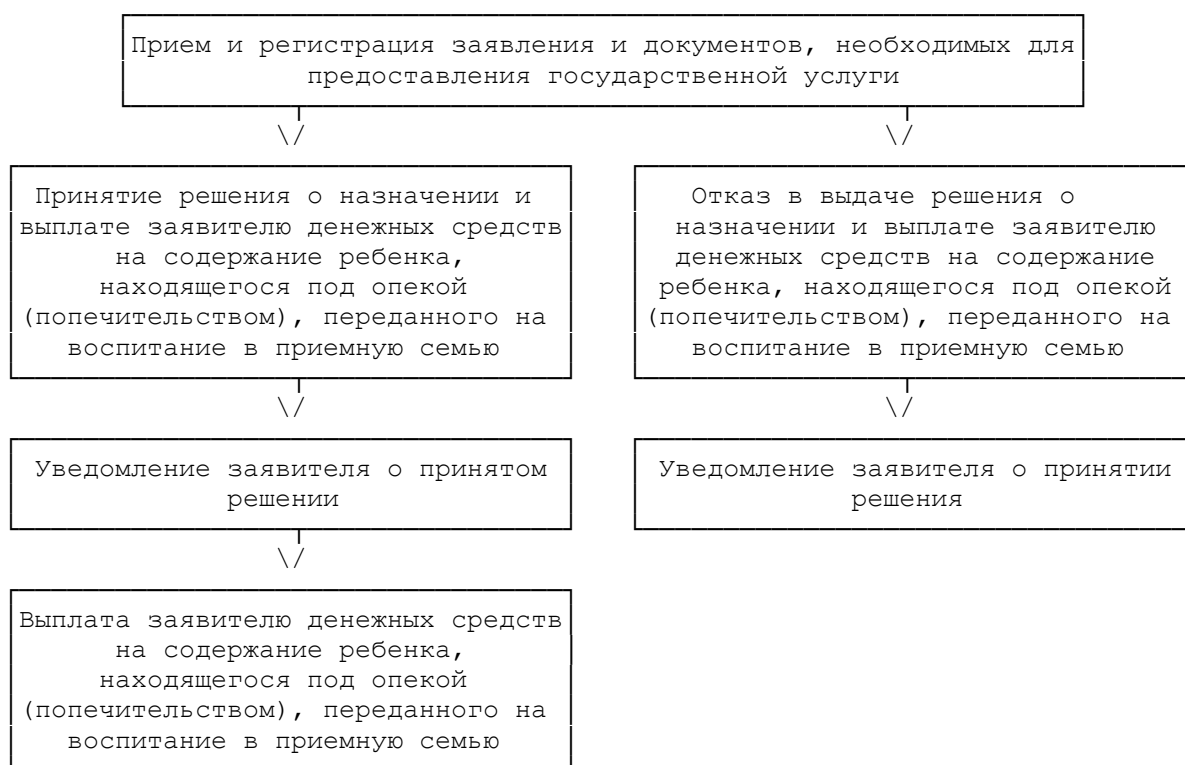 Прием и регистрация заявления и документов, необходимых для
предоставления государственной услуги
\/
\/
Принятие решения о назначении и
выплате заявителю денежных средств
на содержание ребенка,
находящегося под опекой
(попечительством), переданного на
воспитание в приемную семью
Отказ в выдаче решения о
назначении и выплате заявителю
денежных средств на содержание
ребенка, находящегося под опекой
(попечительством), переданного на
воспитание в приемную семью
\/
\/
Уведомление заявителя о принятом
решении
Уведомление заявителя о принятии
решения
\/
Выплата заявителю денежных средств
на содержание ребенка,
находящегося под опекой
(попечительством), переданного на
воспитание в приемную семью